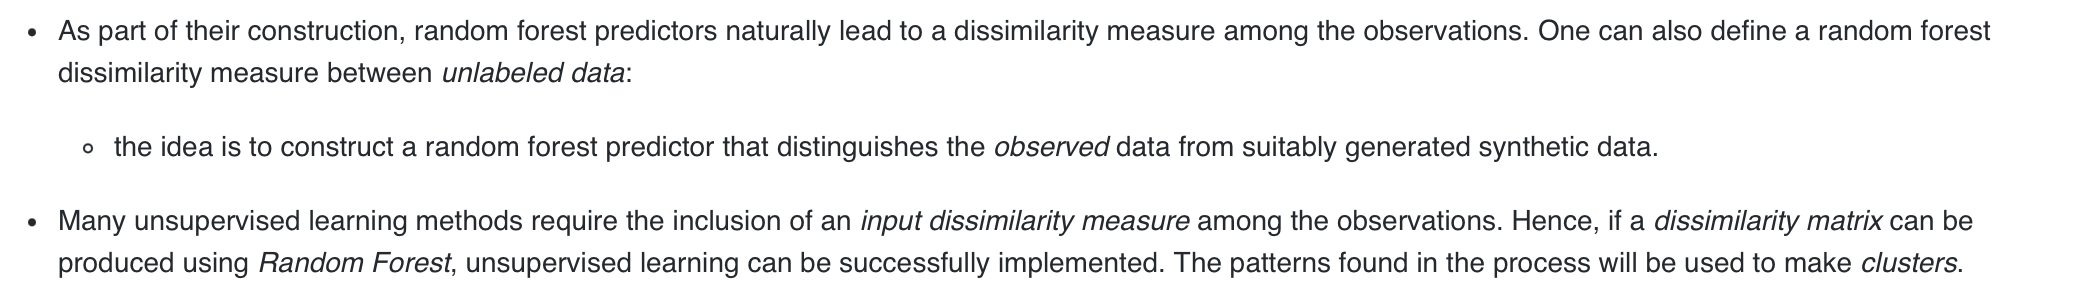 • As part of their construction, random forest predictors naturally lead to a dissimilarity measure among the observations. One can also define a random forest
dissimilarity measure between unlabeled data:
◦ the idea is to construct a random forest predictor that distinguishes the observed data from suitably generated synthetic data.
• Many unsupervised learning methods require the inclusion of an input dissimilarity measure among the observations. Hence, if a dissimilarity matrix can be
produced using Random Forest, unsupervised learning can be successfully implemented. The patterns found in the process will be used to make clusters.